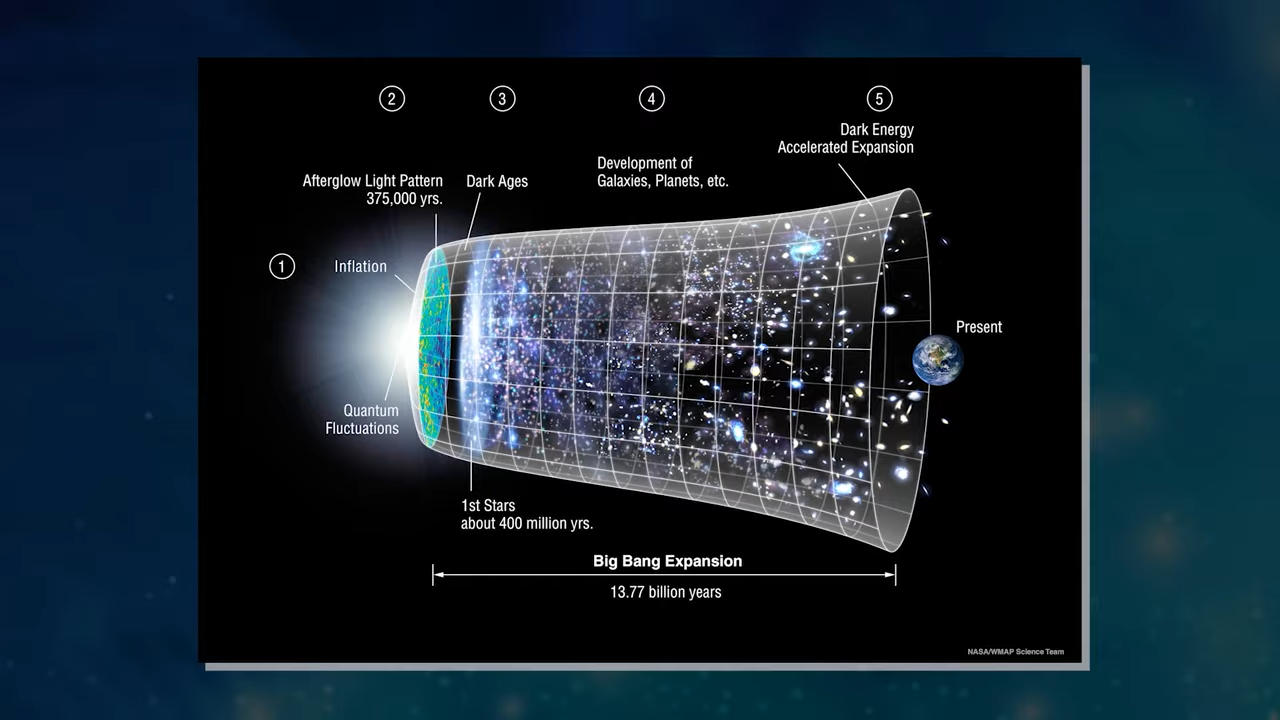 2
3
4
5
Dark Energy
Accelerated Expansion
Development of
Galaxies, Planets, etc.
Afterglow Light Pattern
375,000 yrs.
Dark Ages
1
Inflation
Present
Quantum
Fluctuations
1st Stars
about 400 million yrs.
Big Bang Expansion
13.77 billion years
NASA/WMAP Science Team